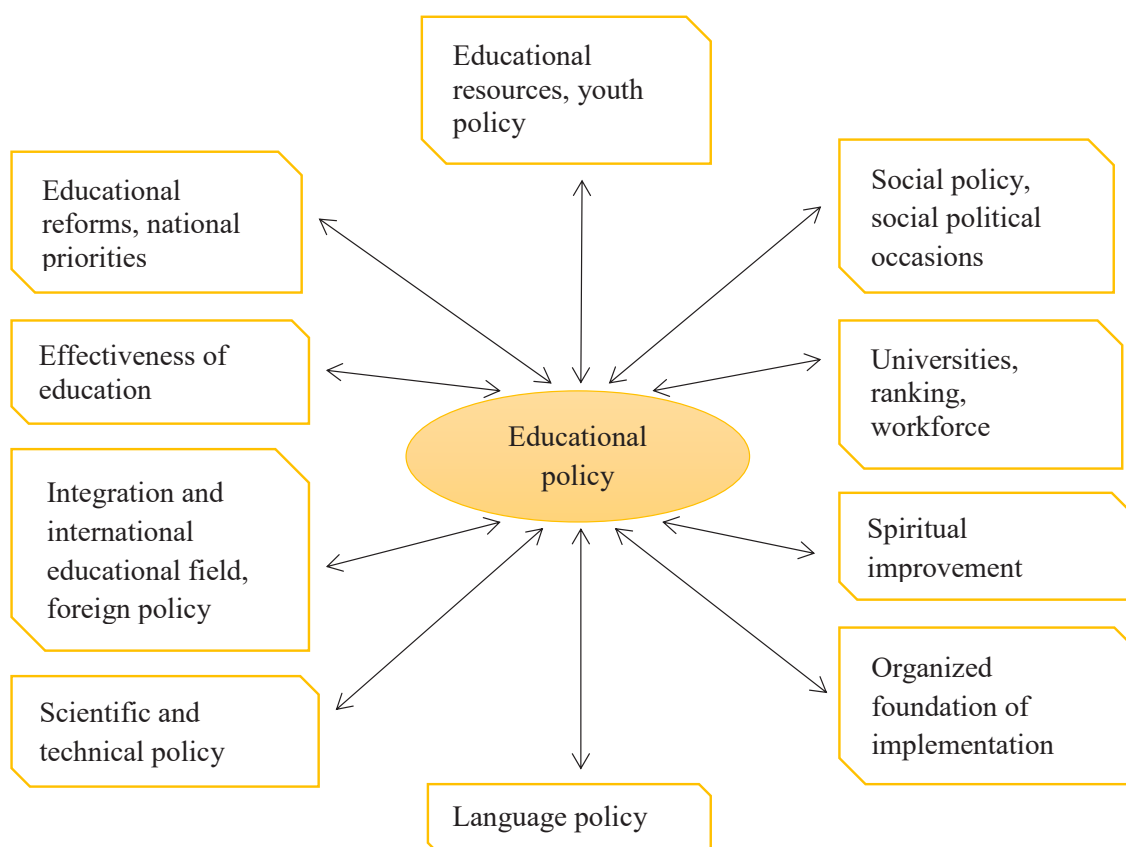 Educational
resources, youth
policy
Educational
reforms, national
priorities
Social policy,
social political
occasions
Effectiveness of
education
Universities,
ranking,
workforce
Educational
policy
Integration and
international
educational field,
foreign policy
Spiritual
improvement
Scientific and
technical policy
Organized
foundation of
implementation
Language policy